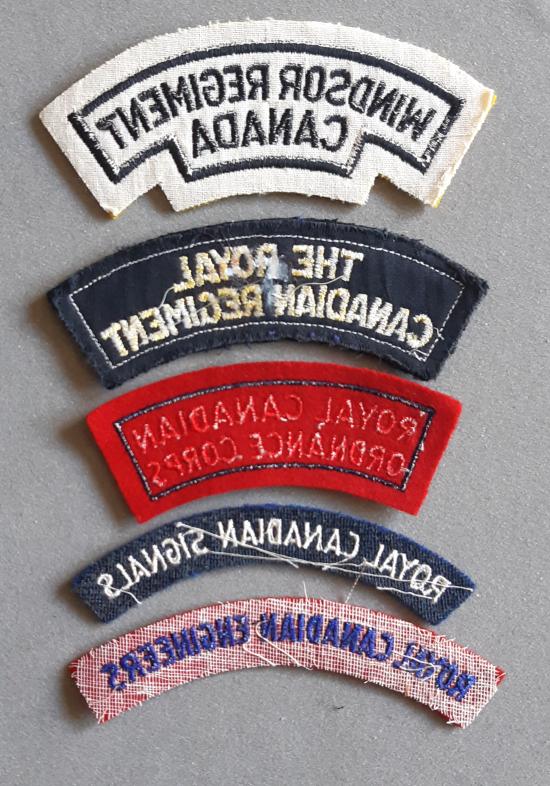 WINDSOR REGIMENT
CANADA
THE ROYAL
CANADIAN REGIMENT
ROYAL CANADIAN
ORDNANCE CORPS
ROYAL CANADIAN SIGNALS
ROYAL CANADIAN ENGINEERS